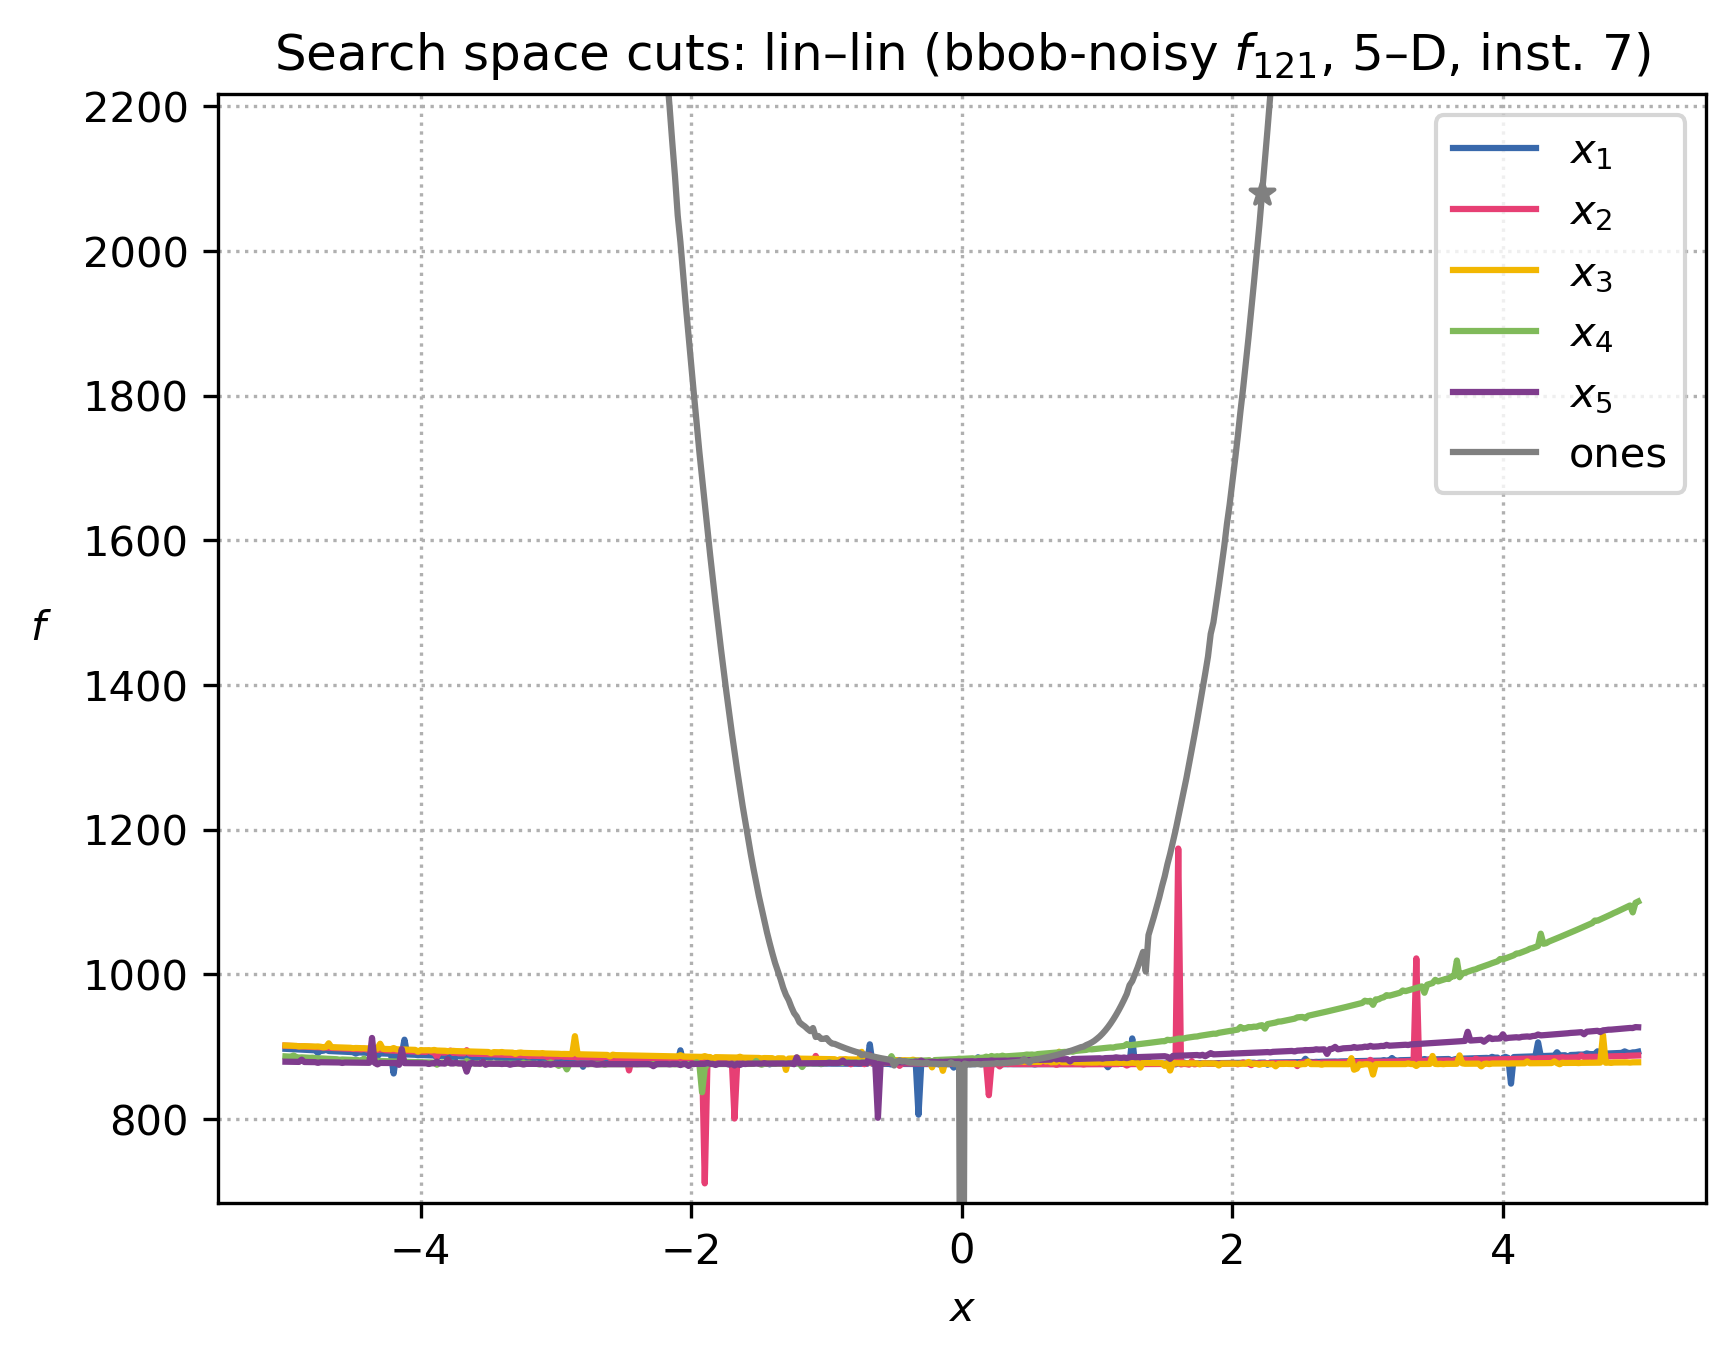 Search space cuts: lin–lin (bbob-noisy f₁₂₁, 5–D, inst. 7)
2200
2000
1800
1600
1400
1200
1000
800
f
x₁
x₂
x₃
x₄
x₅
ones
−4 −2 0 2 4
x